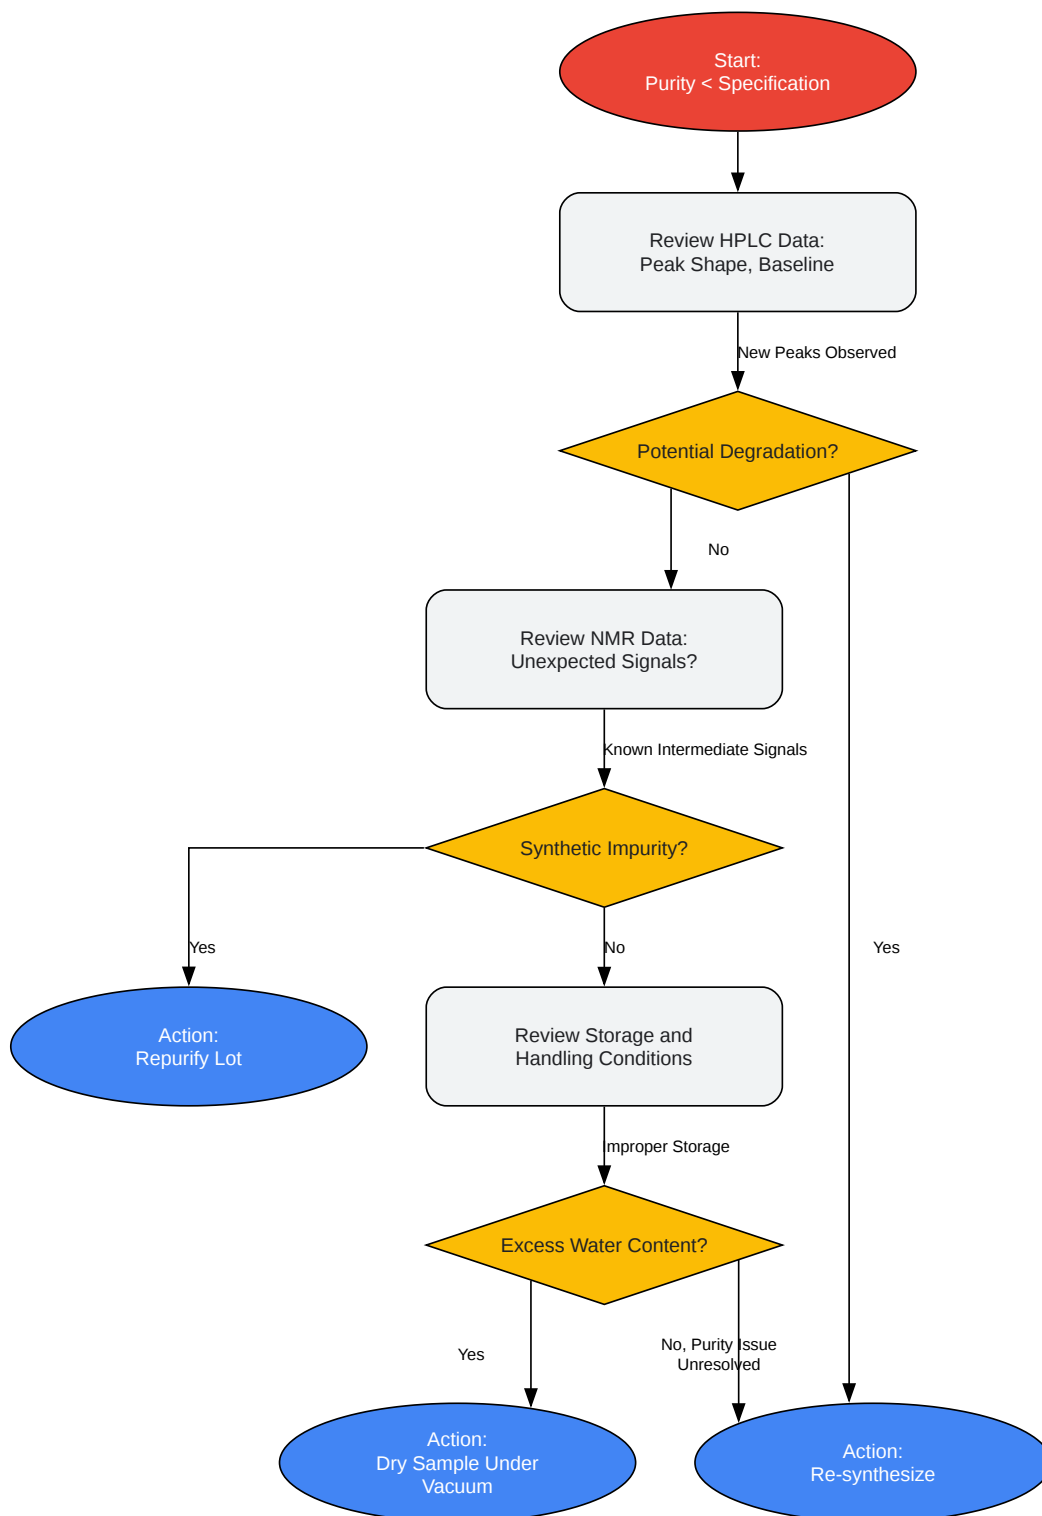 Start:
Purity < Specification
Review HPLC Data:
Peak Shape, Baseline
New Peaks Observed
Potential Degradation?
No
Review NMR Data:
Unexpected Signals?
Known Intermediate Signals
Synthetic Impurity?
Yes
No
Yes
Action:
Repurify Lot
Review Storage and
Handling Conditions
Improper Storage
Excess Water Content?
Yes
No, Purity Issue
Unresolved
Action:
Dry Sample Under
Vacuum
Action:
Re-synthesize